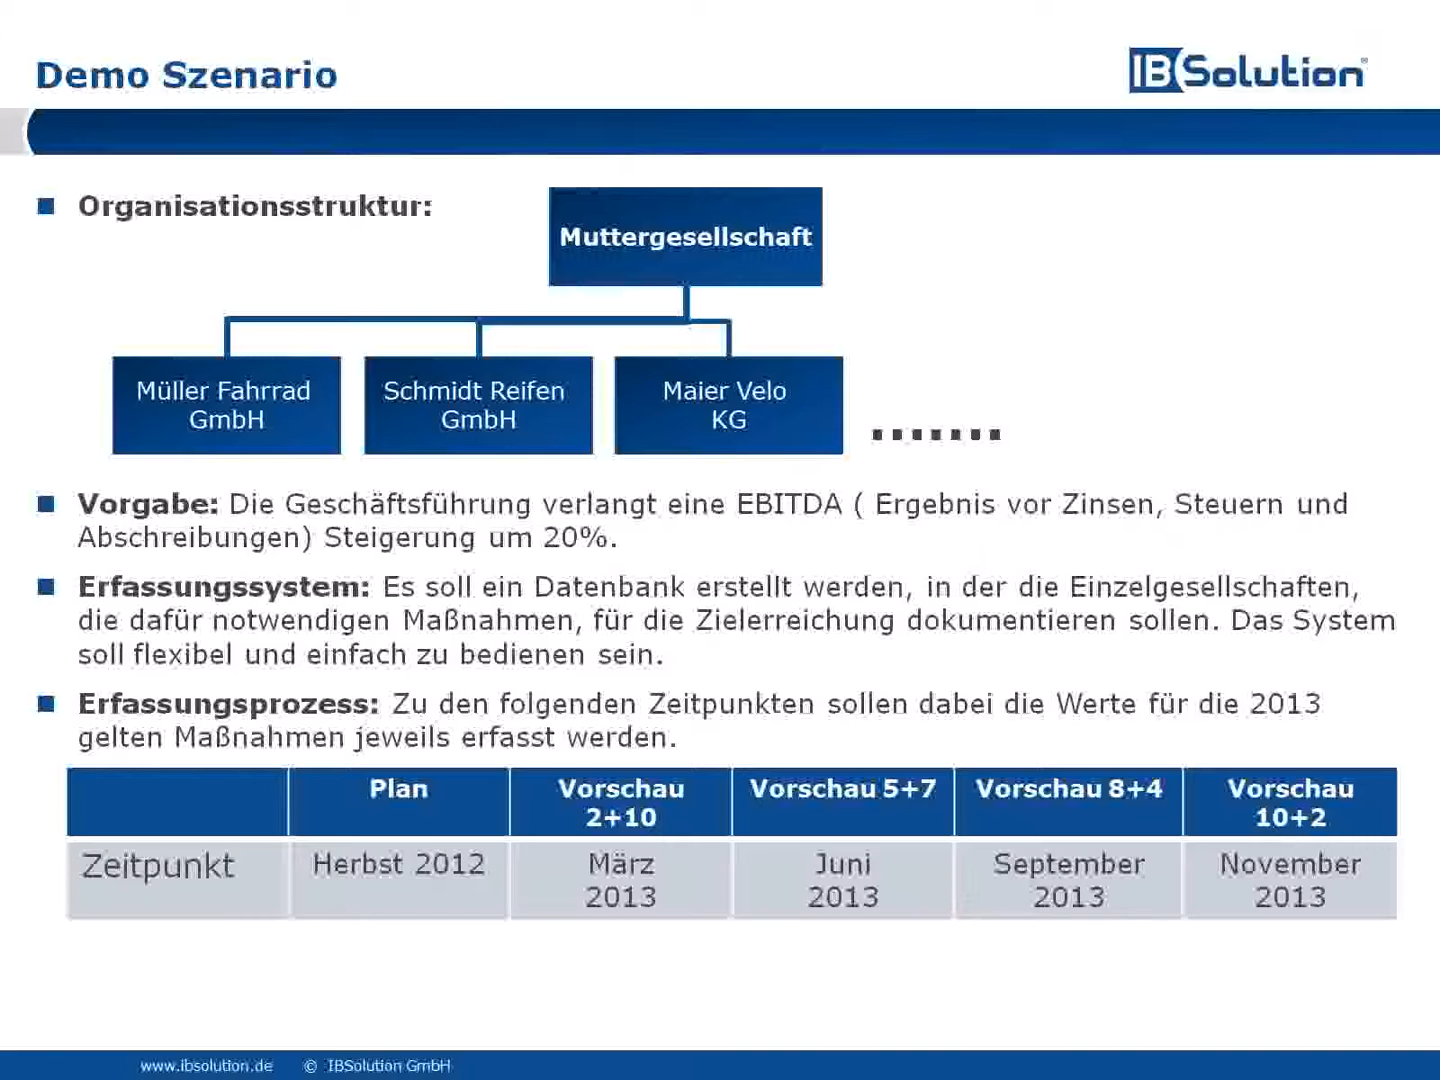 Demo Szenario
IBSolution
Organisationsstruktur:
Muttergesellschaft
Müller Fahrrad
GmbH
Schmidt Reifen
GmbH
Maier Velo
KG
.......
Vorgabe: Die Geschäftsführung verlangt eine EBITDA ( Ergebnis vor Zinsen, Steuern und
Abschreibungen) Steigerung um 20%.
Erfassungssystem: Es soll ein Datenbank erstellt werden, in der die Einzelgesellschaften,
die dafür notwendigen Maßnahmen, für die Zielerreichung dokumentieren sollen. Das System
soll flexibel und einfach zu bedienen sein.
Erfassungsprozess: Zu den folgenden Zeitpunkten sollen dabei die Werte für die 2013
gelten Maßnahmen jeweils erfasst werden.
Plan
Vorschau
2+10
Vorschau 5+7
Vorschau 8+4
Vorschau
10+2
Zeitpunkt
Herbst 2012
März
2013
Juni
2013
September
2013
November
2013
www.ibsolution.de © IBSolution GmbH